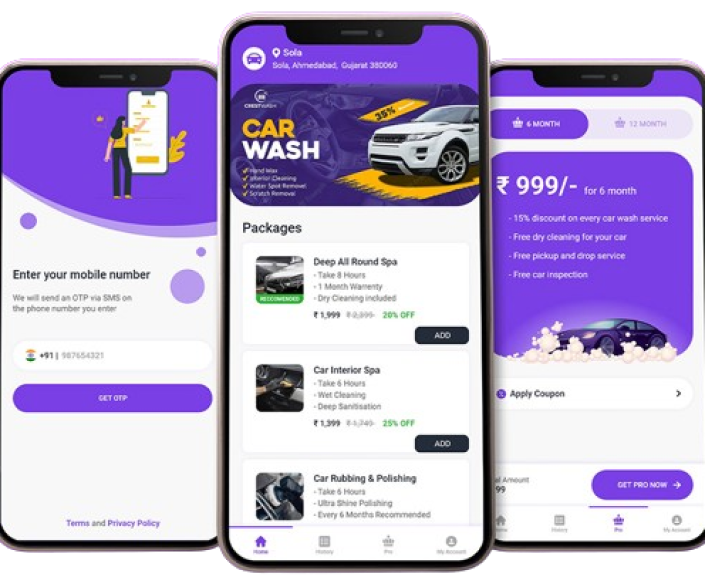 Enter your mobile number
We will send an OTP via SMS on
the phone number you enter
+91 | 987654321
GET OTP
Terms and Privacy Policy
Sola
Sola, Ahmedabad, Gujarat 380060
CRESTWASH
CAR
WASH
35%
Hand Wax
Interior Cleaning
Water Spot Removel
Scratch Removal
Packages
Deep All Round Spa
- Take 8 Hours
- 1 Month Warrenty
- Dry Cleaning included
RECCOMENDED
₹ 1,999 ₹ 2,399 20% OFF
ADD
Car Interior Spa
- Take 6 Hours
- Wet Cleaning
- Deep Sanitisation
₹ 1,399 ₹ 1,749 25% OFF
ADD
Car Rubbing & Polishing
- Take 6 Hours
- Ultra Shine Polishing
- Every 6 Months Recommended
Home History Pro My Account
6 MONTH 12 MONTH
₹ 999/- for 6 month
- 15% discount on every car wash service
- Free dry cleaning for your car
- Free pickup and drop service
- Free car inspection
Apply Coupon
Amount
99
GET PRO NOW
History Pro My Account